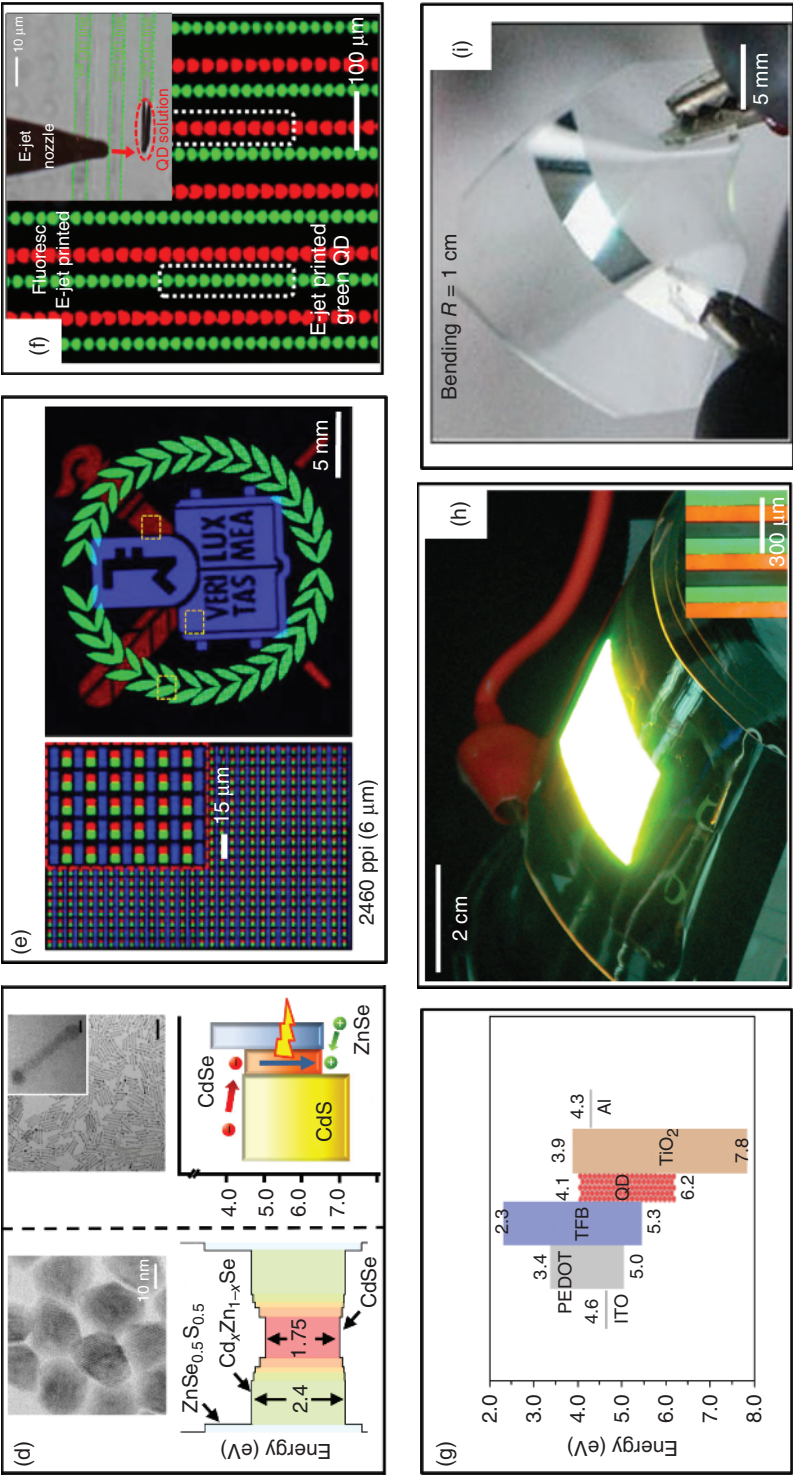 (d)
10 nm
ZnSe0.5S0.5
CdxZn1−xSe
2.4
1.75
CdSe
Energy (eV)
4.0
5.0
6.0
7.0
CdSe
CdS
ZnSe
(e)
15 μm
2460 ppi (6 μm)
VERI LUX
TAS MEA
5 mm
(f)
Fluoresc
E-jet printed
E-jet printed
green QD
E-jet
nozzle
QD solution
10 μm
100 μm
(g)
Energy (eV)
2.0
3.0
4.0
5.0
6.0
7.0
8.0
4.6
ITO
3.4
PEDOT
5.0
2.3
TFB
5.3
4.1
QD
6.2
3.9
TiO2
7.8
4.3
Al
(h)
2 cm
300 μm
(i)
Bending R = 1 cm
5 mm